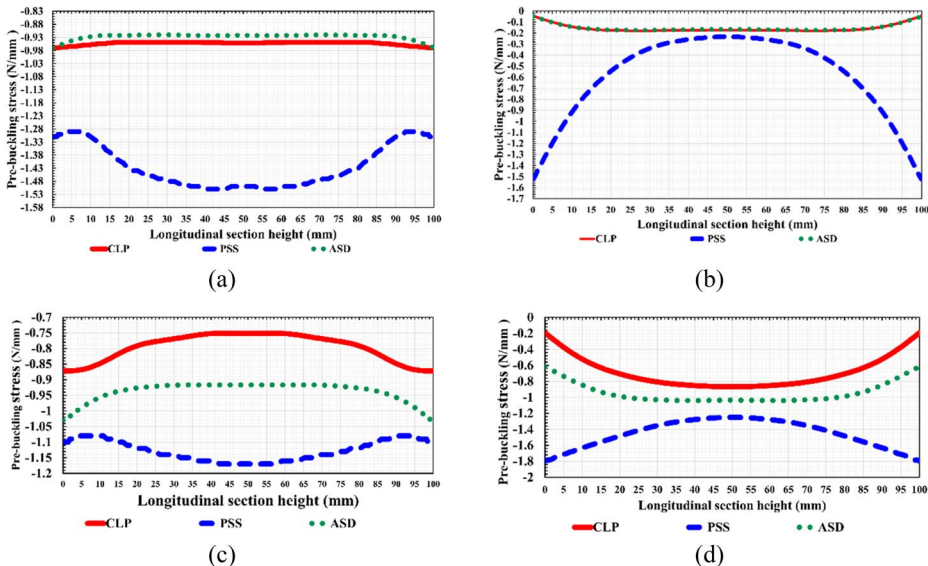 -0.83
-0.88
-0.93
-0.98
-1.03
-1.08
-1.13
-1.18
-1.23
-1.28
-1.33
-1.38
-1.43
-1.48
-1.53
-1.58
Pre-buckling stress (N/mm )
0 5 10 15 20 25 30 35 40 45 50 55 60 65 70 75 80 85 90 95 100
Longitudinal section height (mm)
CLP PSS ASD
(a)
0
-0.1
-0.2
-0.3
-0.4
-0.5
-0.6
-0.7
-0.8
-0.9
-1
-1.1
-1.2
-1.3
-1.4
-1.5
-1.6
-1.7
Pre-buckling stress (N/mm )
0 5 10 15 20 25 30 35 40 45 50 55 60 65 70 75 80 85 90 95 100
Longitudinal section height (mm)
CLP PSS ASD
(b)
-0.7
-0.75
-0.8
-0.85
-0.9
-0.95
-1
-1.05
-1.1
-1.15
-1.2
Pre-buckling stress (N/mm )
0 5 10 15 20 25 30 35 40 45 50 55 60 65 70 75 80 85 90 95 100
Longitudinal section height (mm)
CLP PSS ASD
(c)
0
-0.2
-0.4
-0.6
-0.8
-1
-1.2
-1.4
-1.6
-1.8
-2
Pre-buckling stress (N/mm )
0 5 10 15 20 25 30 35 40 45 50 55 60 65 70 75 80 85 90 95 100
Longitudinal section height (mm)
CLP PSS ASD
(d)